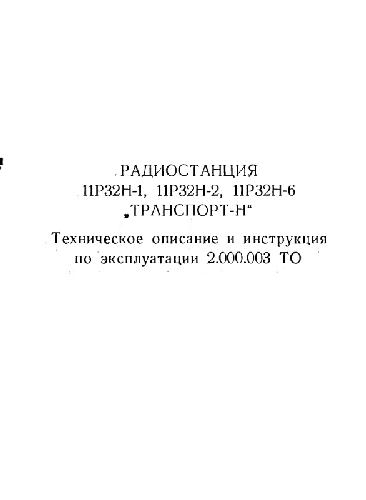 РАДИОСТАНЦИЯ
11Р32Н-1, 11Р32Н-2, 11Р32Н-6
„ТРАНСПОРТ-Н“
Техническое описание и инструкция
по эксплуатации 2.000.003 ТО